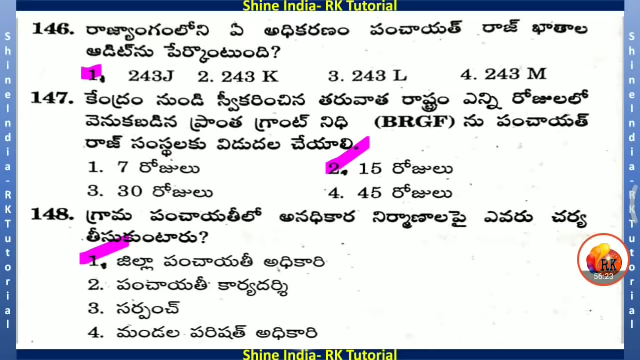 Shine India- RK Tutorial
146. రాజ్యాంగంలోని ఏ అధికరణం పంచాయత్ రాజ్ ఖాతాల
ఆడిట్‌ను పేర్కొంటుంది?
1. 243J 2. 243 K 3. 243 L 4. 243 M
147. కేంద్రం నుండి స్వీకరించిన తరువాత రాష్ట్రం ఎన్ని రోజులలో
వెనుకబడిన ప్రాంత గ్రాంట్ నిధి (BRGF) ను పంచాయత్
రాజ్ సంస్థలకు విడుదల చేయాలి.
1. 7 రోజులు 2. 15 రోజులు
3. 30 రోజులు 4. 45 రోజులు
148. గ్రామ పంచాయతీలో అనధికార నిర్మాణాలపై ఎవరు చర్య
తీసుకుంటారు?
1. జిల్లా పంచాయతీ అధికారి
2. పంచాయతీ కార్యదర్శి
3. సర్పంచ్
4. మండల పరిషత్ అధికారి
Shine India- RK Tutorial
Shine India- RK Tutorial
Shine India- RK Tutorial
RK
55:23